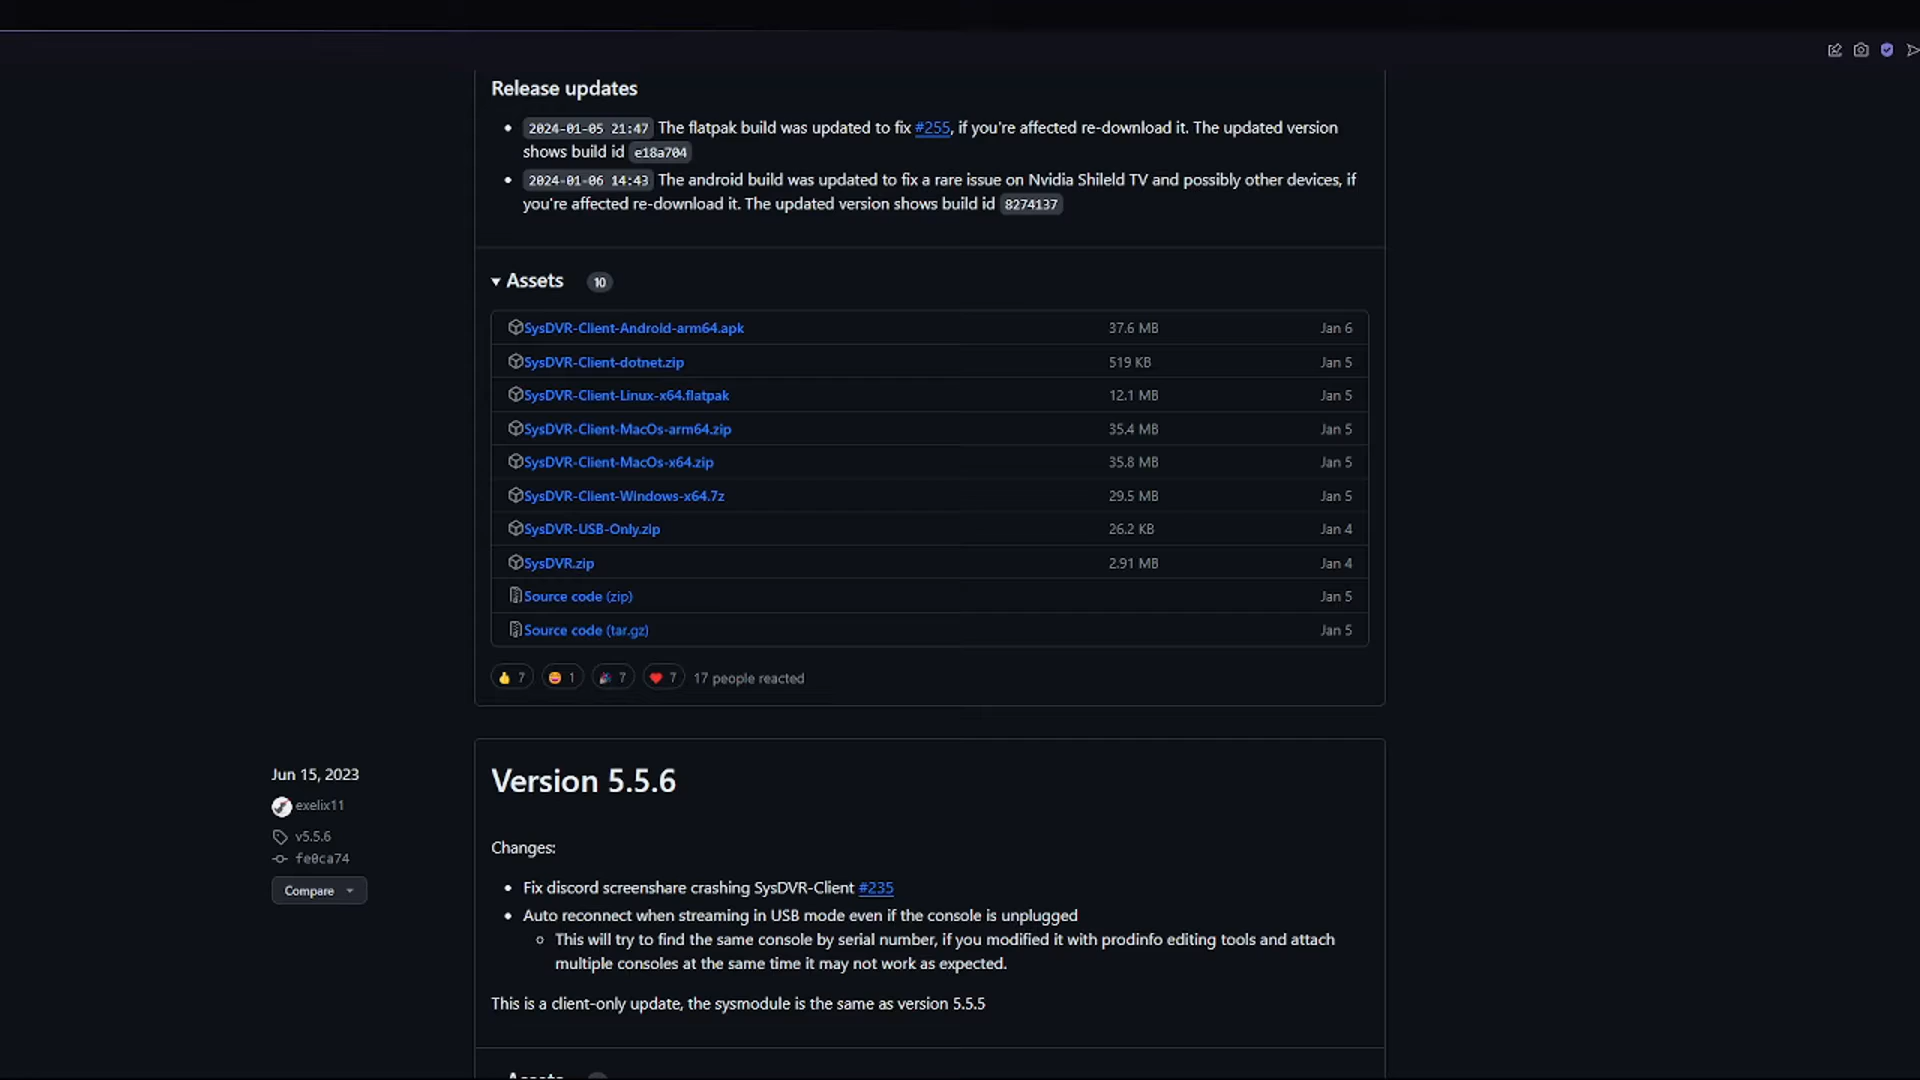 Release updates
• 2024-01-05 21:47 The flatpak build was updated to fix #255, if you're affected re-download it. The updated version
shows build id e18a704
• 2024-01-06 14:43 The android build was updated to fix a rare issue on Nvidia Shileld TV and possibly other devices, if
you're affected re-download it. The updated version shows build id 8274137
Assets 10
SysDVR-Client-Android-arm64.apk 37.6 MB Jan 6
SysDVR-Client-dotnet.zip 519 KB Jan 5
SysDVR-Client-Linux-x64.flatpak 12.1 MB Jan 5
SysDVR-Client-MacOs-arm64.zip 35.4 MB Jan 5
SysDVR-Client-MacOs-x64.zip 35.8 MB Jan 5
SysDVR-Client-Windows-x64.7z 29.5 MB Jan 5
SysDVR-USB-Only.zip 26.2 KB Jan 4
SysDVR.zip 2.91 MB Jan 4
Source code (zip) Jan 5
Source code (tar.gz) Jan 5
👍 7 😄 1 🎉 7 ❤️ 7 17 people reacted
Jun 15, 2023
exelix11
v5.5.6
fe0ca74
Compare
Version 5.5.6
Changes:
• Fix discord screenshare crashing SysDVR-Client #235
• Auto reconnect when streaming in USB mode even if the console is unplugged
○ This will try to find the same console by serial number, if you modified it with prodinfo editing tools and attach
multiple consoles at the same time it may not work as expected.
This is a client-only update, the sysmodule is the same as version 5.5.5
Assets